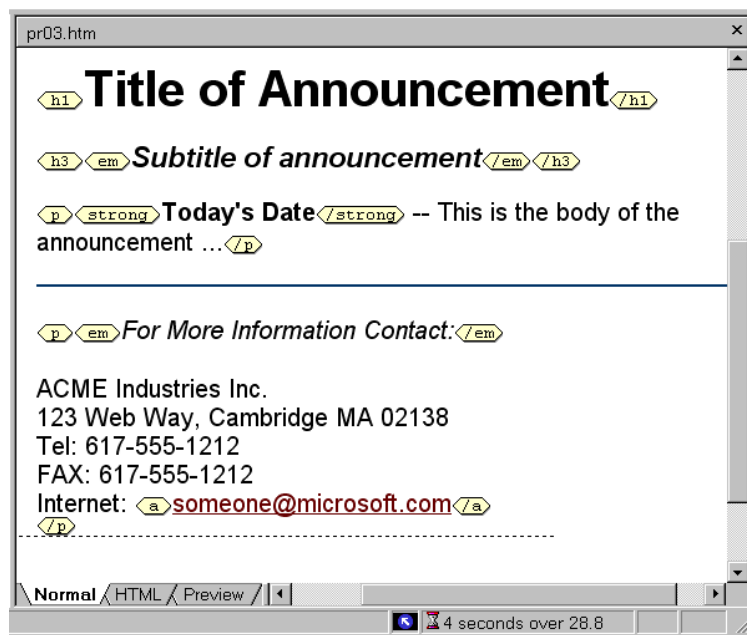 pr03.htm
h1 Title of Announcement /h1
h3 em Subtitle of announcement /em /h3
p strong Today's Date /strong -- This is the body of the
announcement ... /p
p em For More Information Contact: /em
ACME Industries Inc.
123 Web Way, Cambridge MA 02138
Tel: 617-555-1212
FAX: 617-555-1212
Internet: a someone@microsoft.com /a
/p
Normal HTML Preview
4 seconds over 28.8